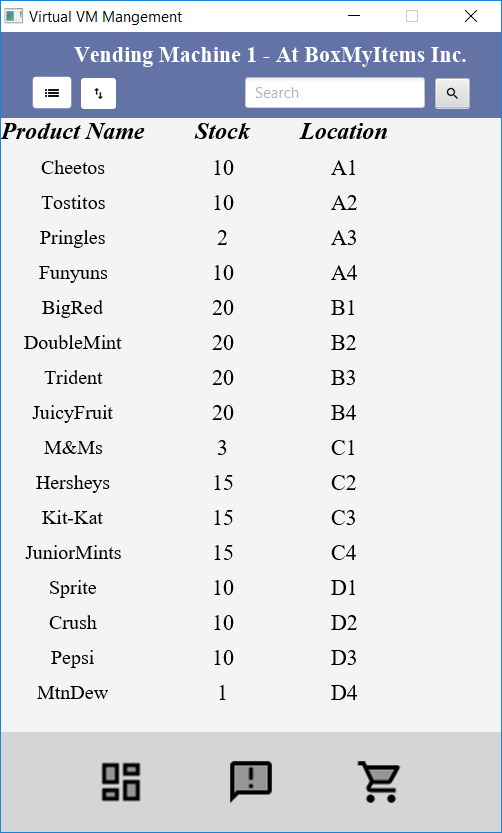 Virtual VM Mangement
Vending Machine 1 - At BoxMyItems Inc.
Search
Product Name Stock Location
Cheetos 10 A1
Tostitos 10 A2
Pringles 2 A3
Funyuns 10 A4
BigRed 20 B1
DoubleMint 20 B2
Trident 20 B3
JuicyFruit 20 B4
M&Ms 3 C1
Hersheys 15 C2
Kit-Kat 15 C3
JuniorMints 15 C4
Sprite 10 D1
Crush 10 D2
Pepsi 10 D3
MtnDew 1 D4